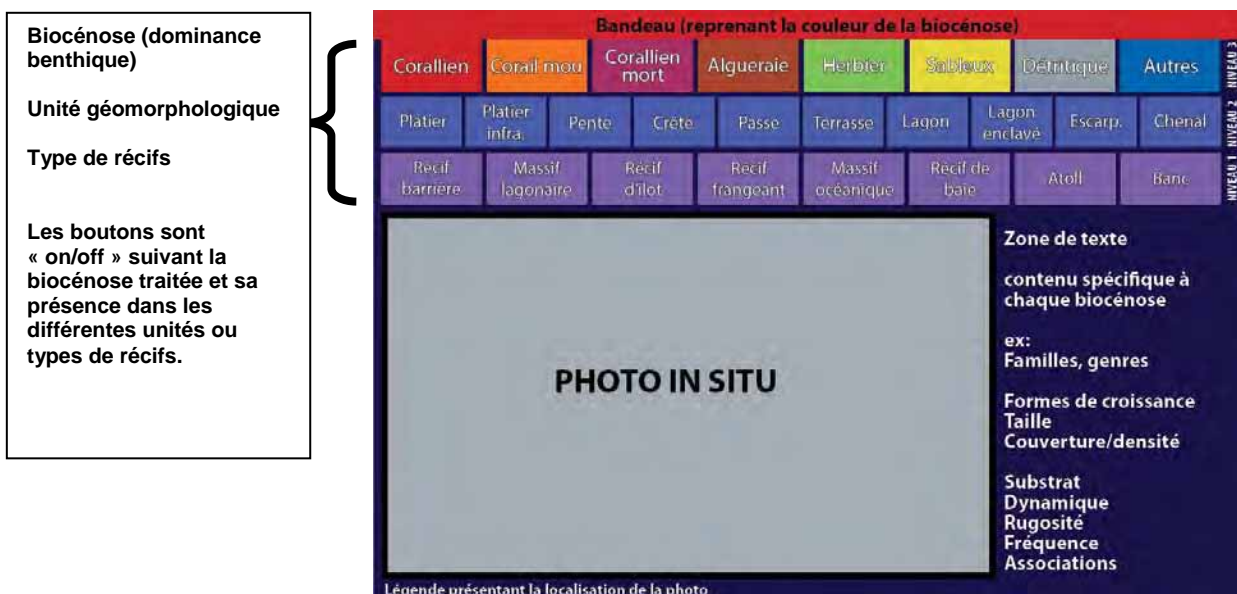 Biocénose (dominance
benthique)
Unité géomorphologique
Type de récifs
Les boutons sont
« on/off » suivant la
biocénose traitée et sa
présence dans les
différentes unités ou
types de récifs.
Bandeau (reprenant la couleur de la biocénose)
Corallien Corail mou Corallien mort Algueraie Herbier Sableux Détritique Autres
NIVEAU 3
Platier Platier infra. Pente Crête Passe Terrasse Lagon Lagon enclavé Escarp. Chenal
NIVEAU 2
Récif barrière Massif lagonaire Récif d'îlot Récif frangeant Massif océanique Récif de baie Atoll Banc
NIVEAU 1
PHOTO IN SITU
Zone de texte
contenu spécifique à
chaque biocénose
ex:
Familles, genres
Formes de croissance
Taille
Couverture/densité
Substrat
Dynamique
Rugosité
Fréquence
Associations
Légende présentant la localisation de la photo